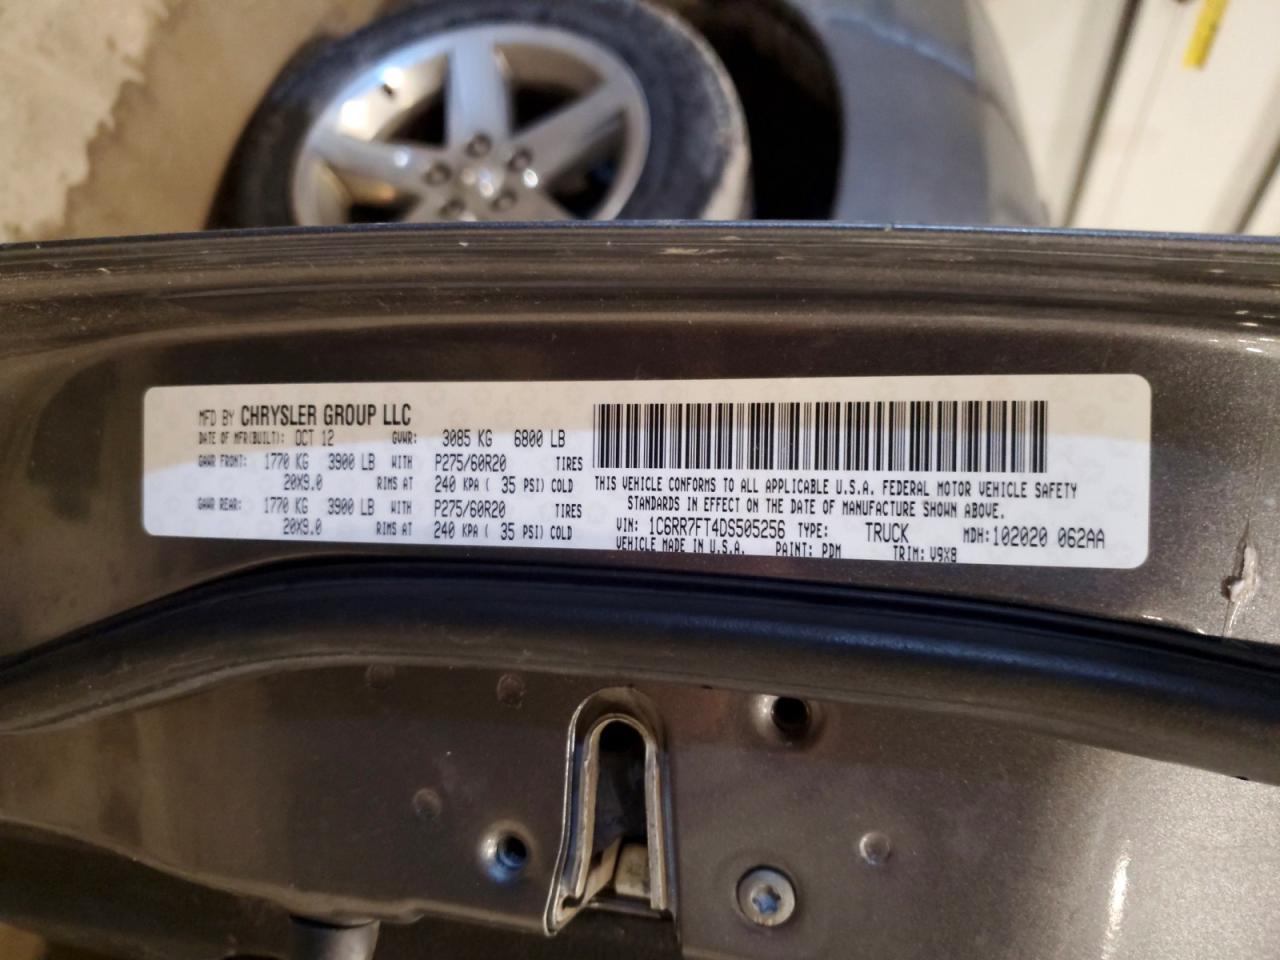 MFD BY CHRYSLER GROUP LLC
DATE OF MFR(BUILT): OCT 12 GVWR: 3085 KG 6800 LB
GAWR FRONT: 1770 KG 3900 LB WITH P275/60R20 TIRES
20X9.0 RIMS AT 240 KPA ( 35 PSI) COLD
GAWR REAR: 1770 KG 3900 LB WITH P275/60R20 TIRES
20X9.0 RIMS AT 240 KPA ( 35 PSI) COLD
THIS VEHICLE CONFORMS TO ALL APPLICABLE U.S.A. FEDERAL MOTOR VEHICLE SAFETY
STANDARDS IN EFFECT ON THE DATE OF MANUFACTURE SHOWN ABOVE.
VIN: 1C6RR7FT4DS505256 TYPE: TRUCK MDH: 102020 062AA
VEHICLE MADE IN U.S.A. PAINT: PDM TRIM: V9X8